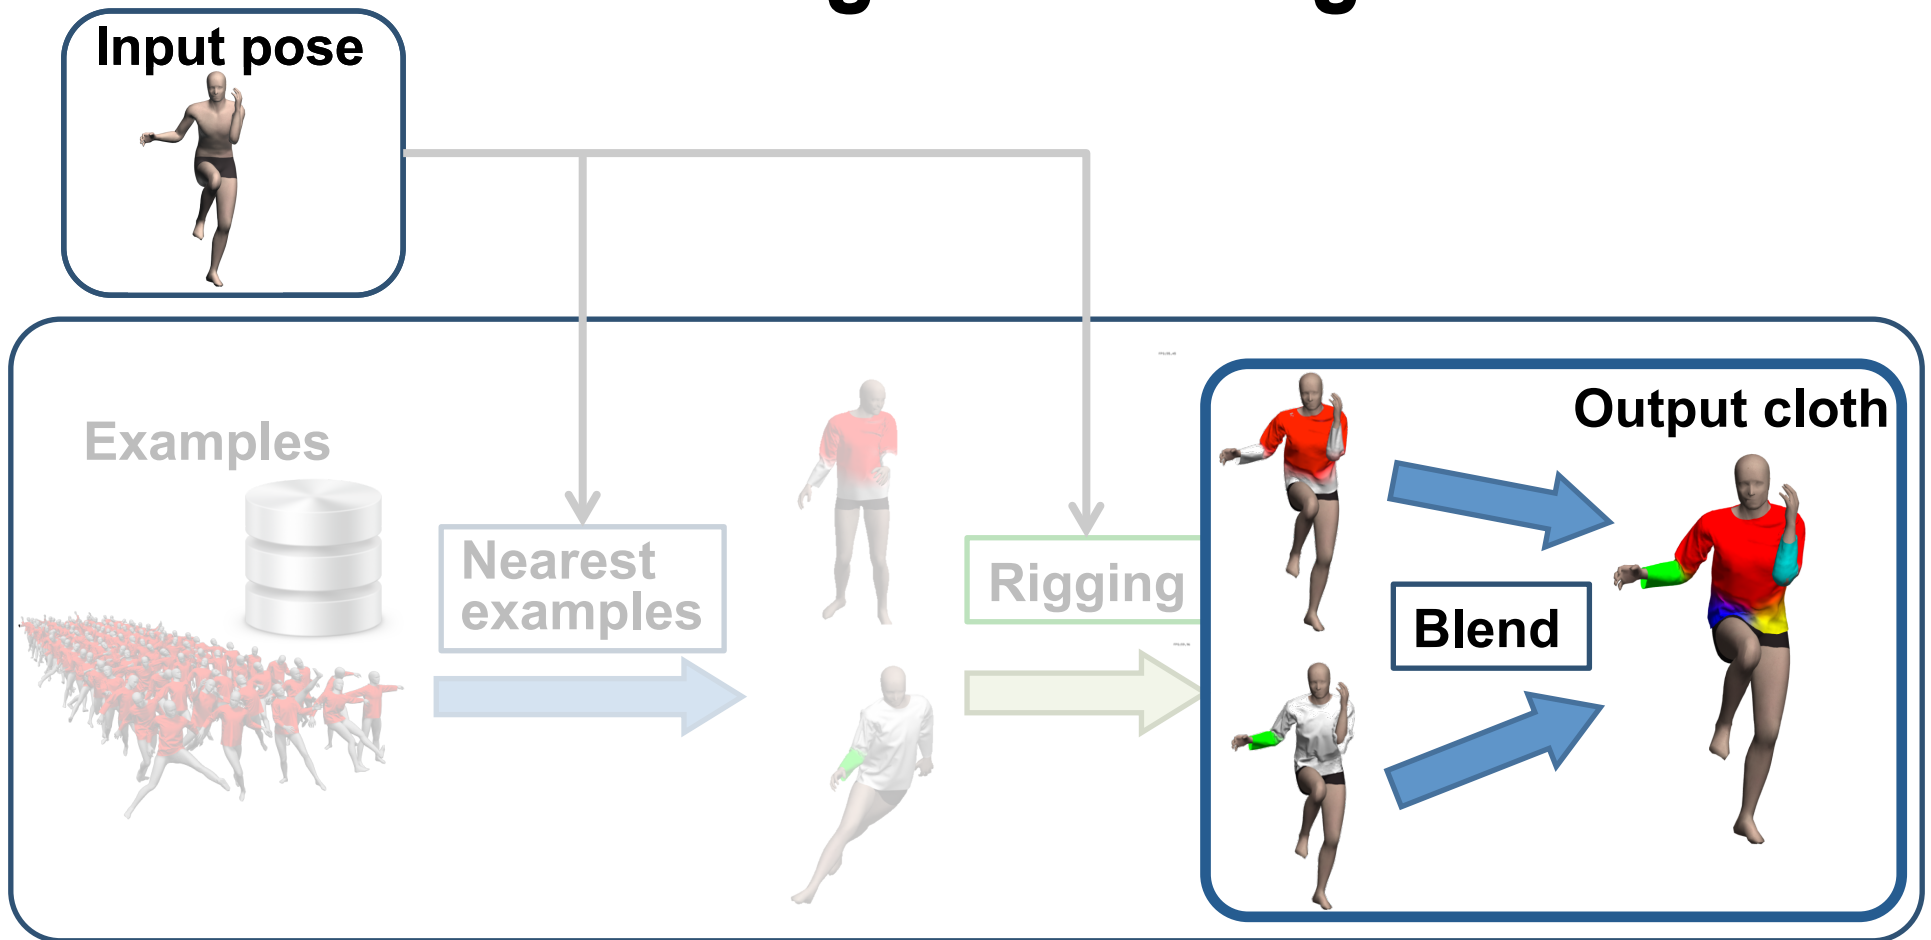 Input pose
Examples
Nearest
examples
Rigging
Output cloth
Blend